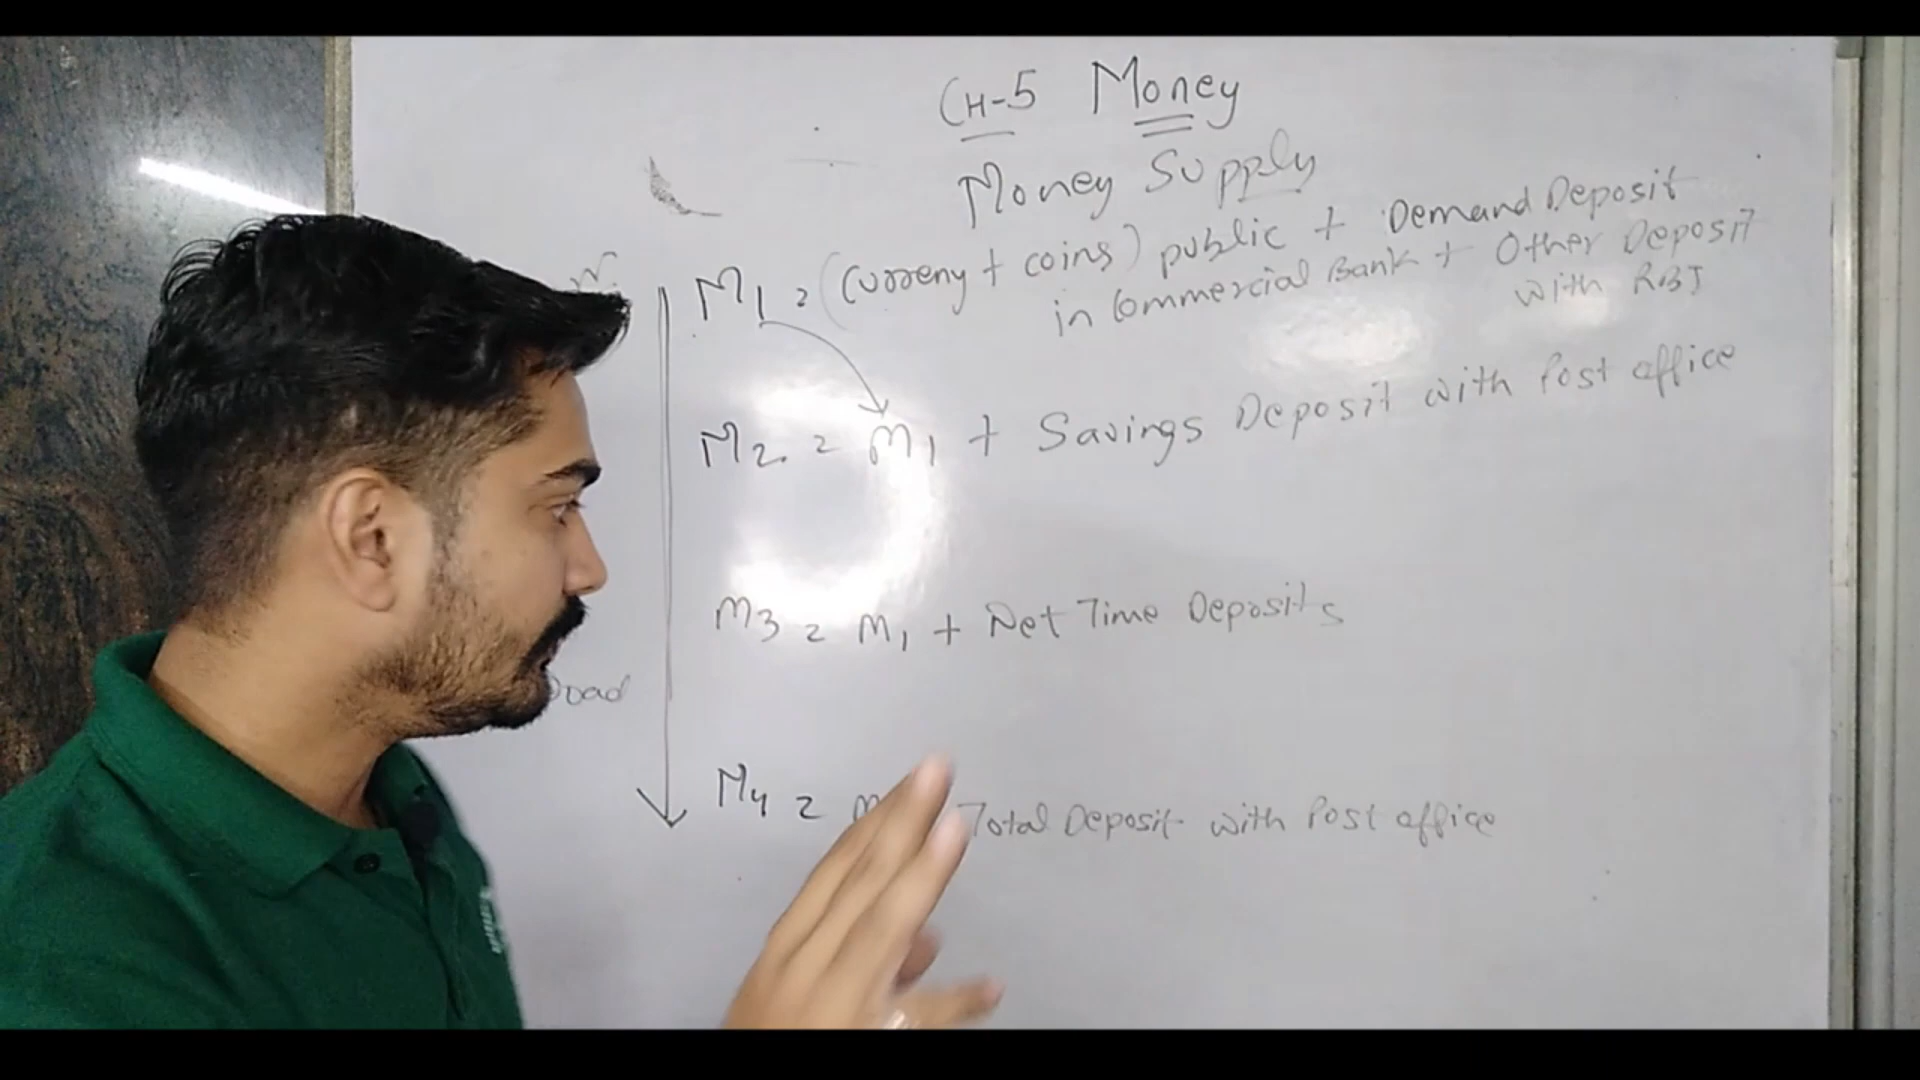 CH-5 Money
Money Supply
M1 = (Curreny + coins) public + Demand Deposit
in Commercial Bank + Other Deposit
with RBI
M2 = M1 + Savings Deposit with Post office
M3 = M1 + Net Time Deposits
M4 = Total Deposit with Post office